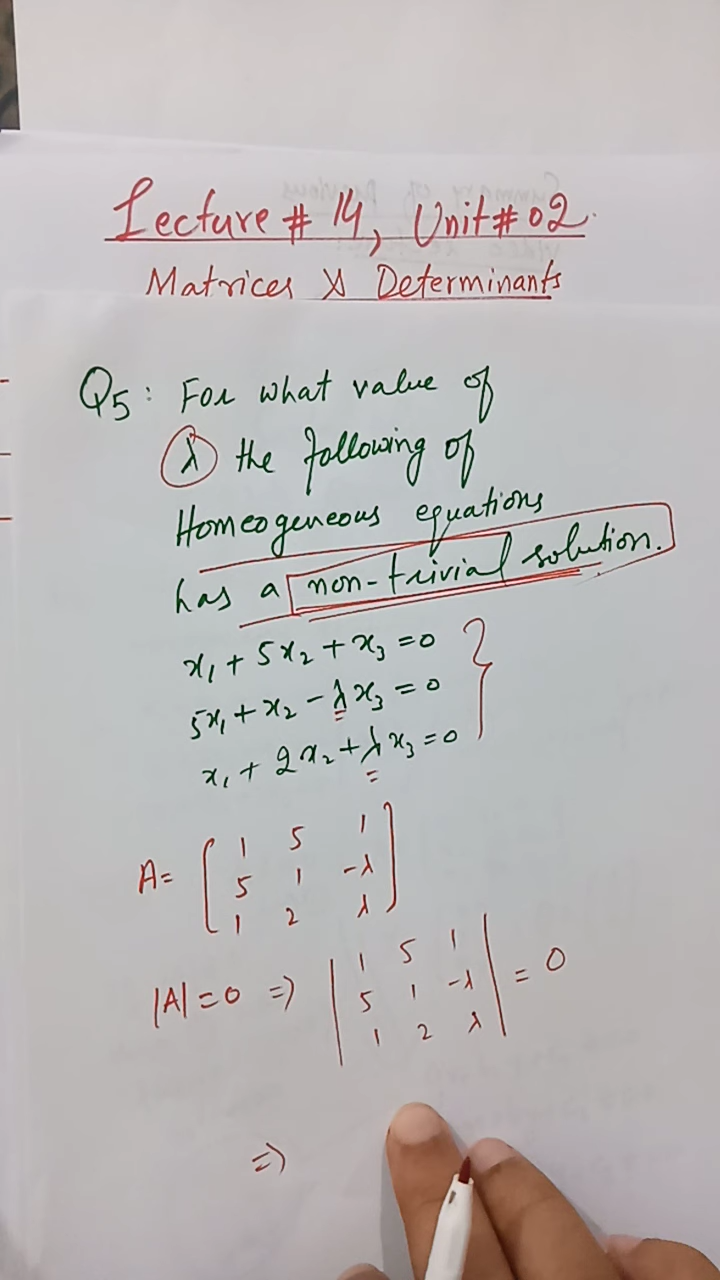 Lecture # 14, Unit # 02.
Matrices & Determinants
Q5: For what value of
λ the following of
Homeogeneous equations
has a non-trivial solution.
x₁ + 5x₂ + x₃ = 0
5x₁ + x₂ - λx₃ = 0
x₁ + 2x₂ + λx₃ = 0
A = [1 5 1
5 1 -λ
1 2 λ]
|A| = 0 ⇒ |1 5 1
5 1 -λ
1 2 λ| = 0
⇒